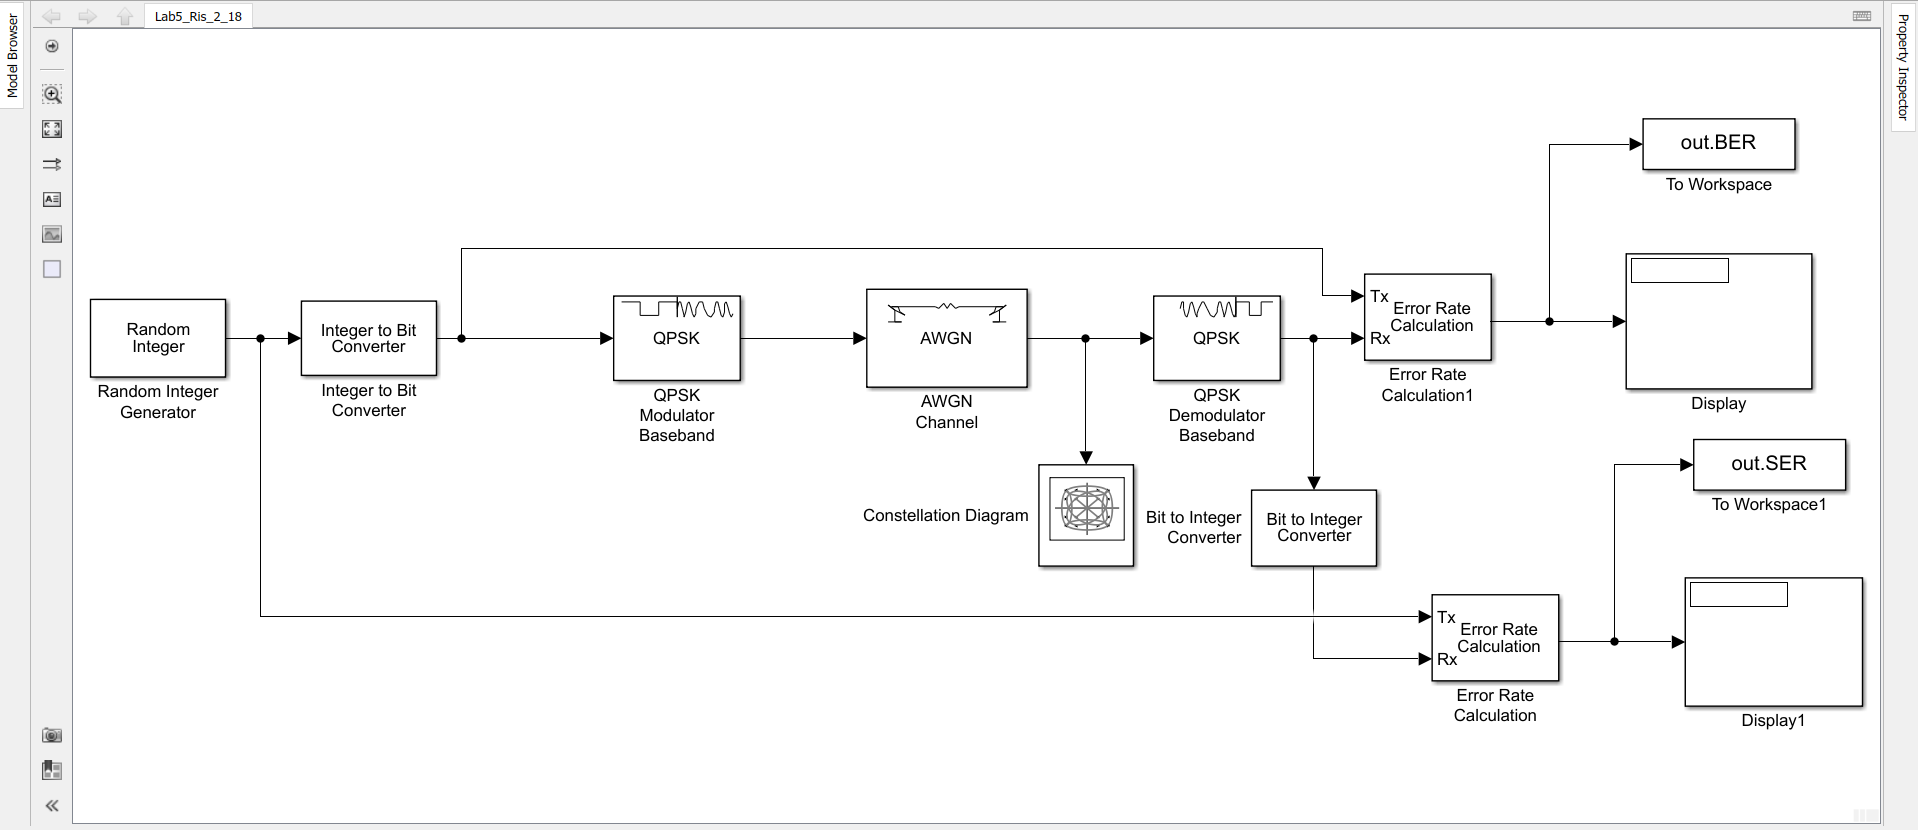 Lab5_Ris_2_18
Model Browser
Property Inspector
out.BER
To Workspace
Random
Integer
Random Integer
Generator
Integer to Bit
Converter
Integer to Bit
Converter
QPSK
QPSK
Modulator
Baseband
AWGN
AWGN
Channel
QPSK
QPSK
Demodulator
Baseband
Tx
Rx
Error Rate
Calculation
Error Rate
Calculation1
Display
out.SER
To Workspace1
Constellation Diagram
Bit to Integer
Converter
Bit to Integer
Converter
Tx
Rx
Error Rate
Calculation
Error Rate
Calculation
Display1